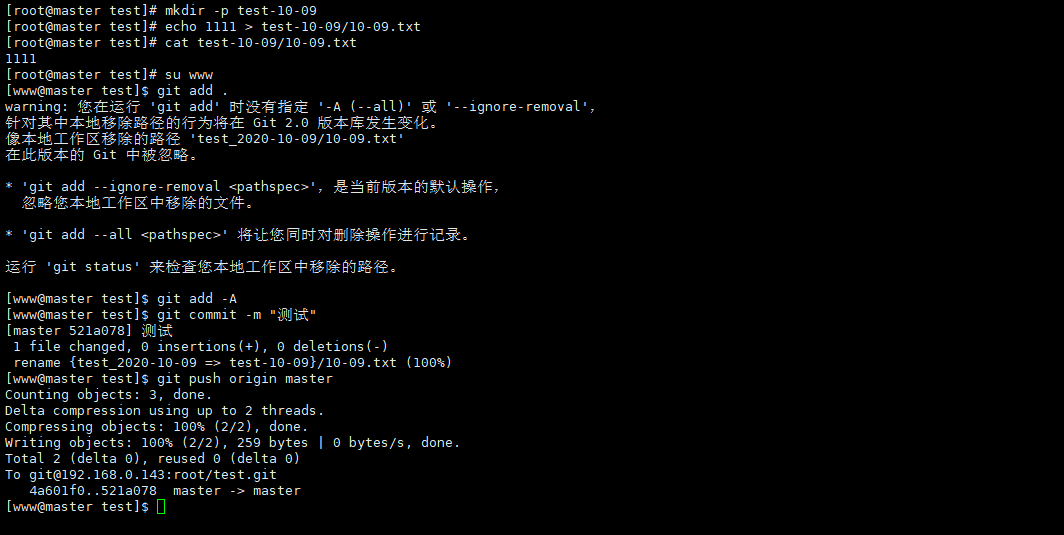 [root@master test]# mkdir -p test-10-09
[root@master test]# echo 1111 > test-10-09/10-09.txt
[root@master test]# cat test-10-09/10-09.txt
1111
[root@master test]# su www
[www@master test]$ git add .
warning: 您在运行 'git add' 时没有指定 '-A (--all)' 或 '--ignore-removal',
针对其中本地移除路径的行为将在 Git 2.0 版本库发生变化。
像本地工作区移除的路径 'test_2020-10-09/10-09.txt'
在此版本的 Git 中被忽略。
* 'git add --ignore-removal <pathspec>', 是当前版本的默认操作,
忽略您本地工作区中移除的文件。
* 'git add --all <pathspec>' 将让您同时对删除操作进行记录。
运行 'git status' 来检查您本地工作区中移除的路径。
[www@master test]$ git add -A
[www@master test]$ git commit -m "测试"
[master 521a078] 测试
1 file changed, 0 insertions(+), 0 deletions(-)
rename {test_2020-10-09 => test-10-09}/10-09.txt (100%)
[www@master test]$ git push origin master
Counting objects: 3, done.
Delta compression using up to 2 threads.
Compressing objects: 100% (2/2), done.
Writing objects: 100% (2/2), 259 bytes | 0 bytes/s, done.
Total 2 (delta 0), reused 0 (delta 0)
To git@192.168.0.143:root/test.git
4a601f0..521a078  master -> master
[www@master test]$